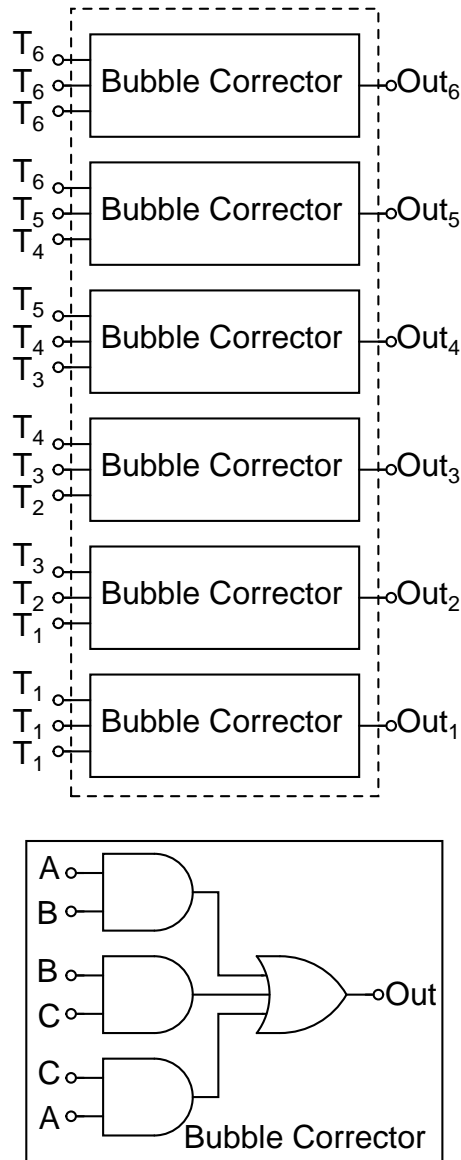 T6
T6 Bubble Corrector Out6
T6
T6
T5 Bubble Corrector Out5
T4
T5
T4 Bubble Corrector Out4
T3
T4
T3 Bubble Corrector Out3
T2
T3
T2 Bubble Corrector Out2
T1
T1
T1 Bubble Corrector Out1
T1
A
B
B
C
Out
C
A
Bubble Corrector